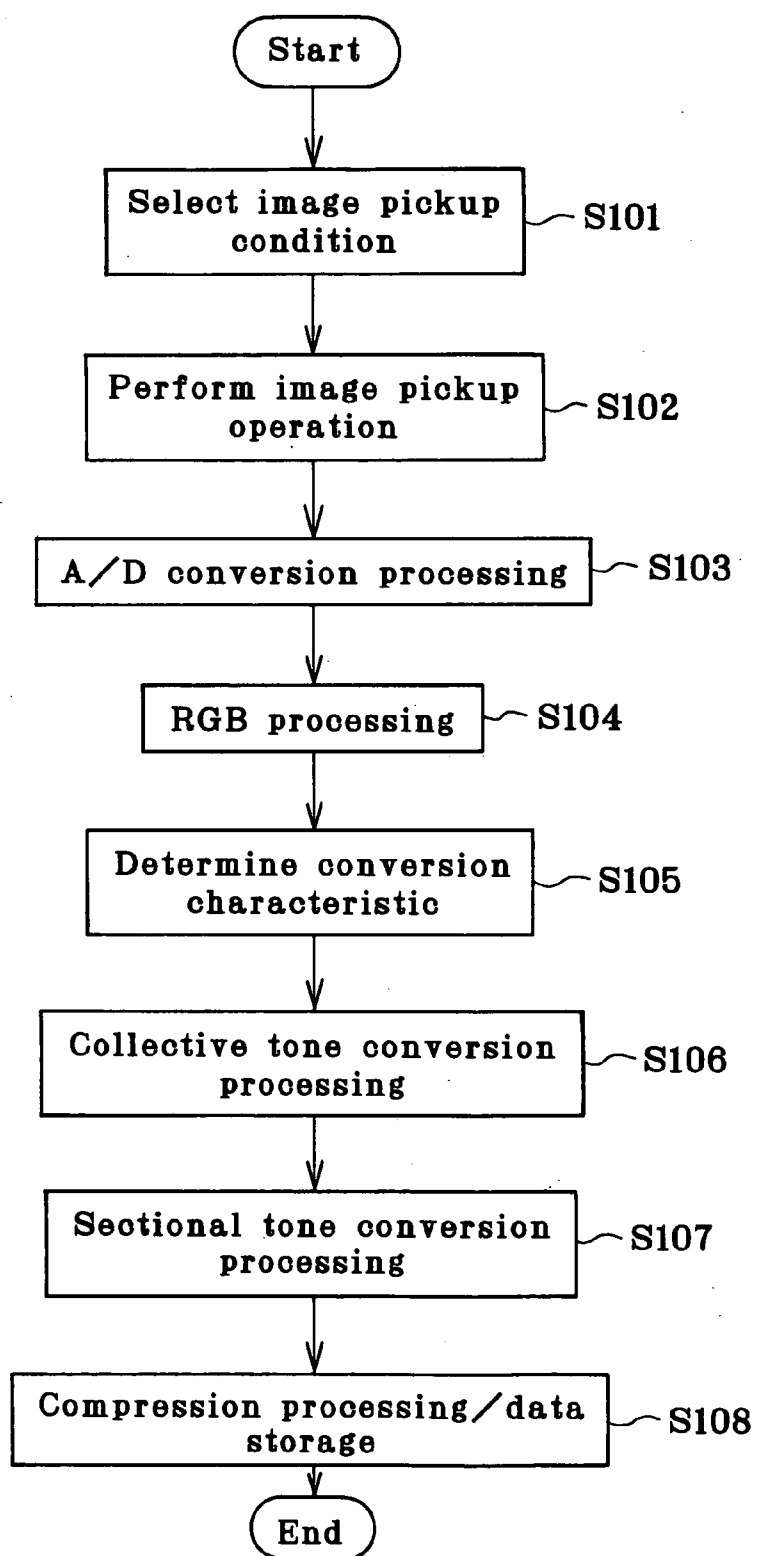 Start
Select image pickup
condition
S101
Perform image pickup
operation
S102
A/D conversion processing
S103
RGB processing
S104
Determine conversion
characteristic
S105
Collective tone conversion
processing
S106
Sectional tone conversion
processing
S107
Compression processing/data
storage
S108
End